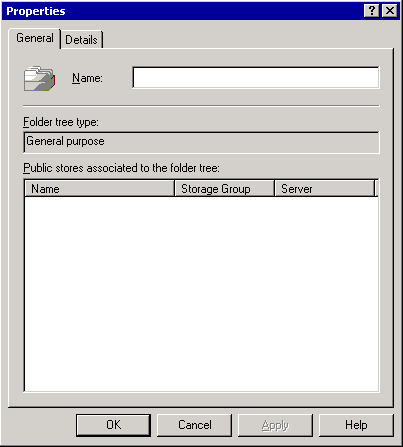 Properties
General Details
Name:
Folder tree type:
General purpose
Public stores associated to the folder tree:
Name Storage Group Server
OK Cancel Apply Help